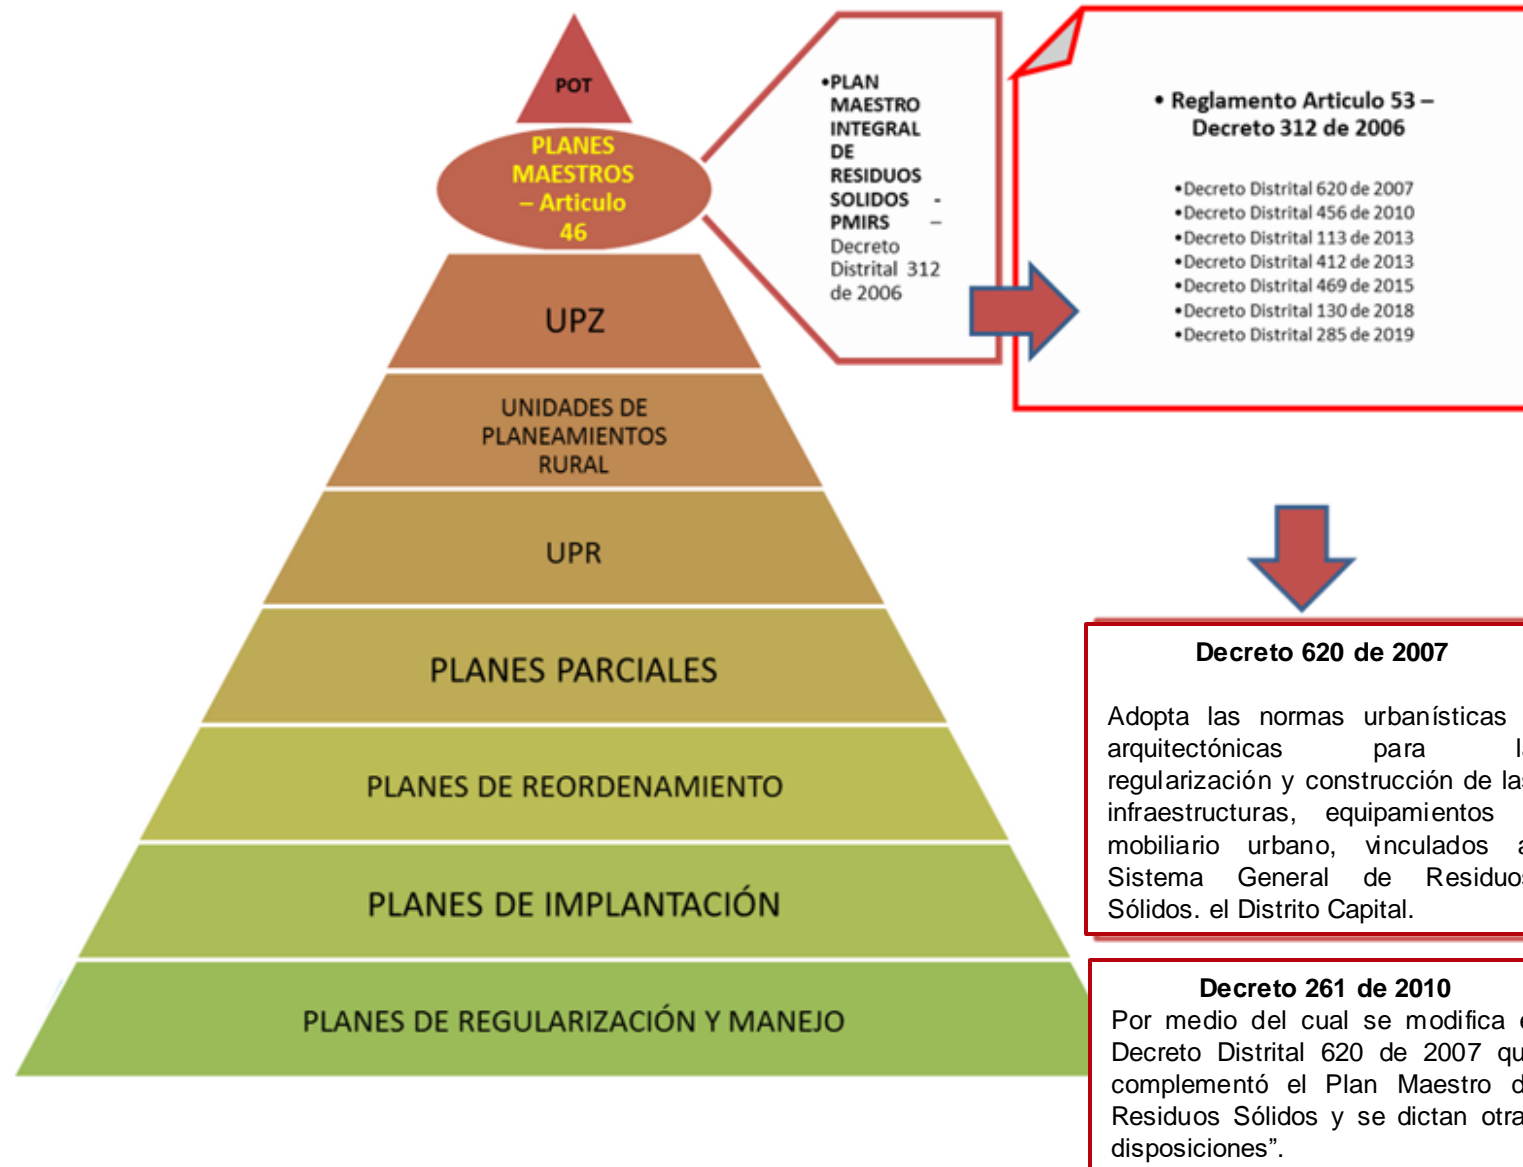 POT
PLANES
MAESTROS
– Articulo
46
UPZ
UNIDADES DE
PLANEAMIENTOS
RURAL
UPR
PLANES PARCIALES
PLANES DE REORDENAMIENTO
PLANES DE IMPLANTACIÓN
PLANES DE REGULARIZACIÓN Y MANEJO
•PLAN
MAESTRO
INTEGRAL
DE
RESIDUOS
SOLIDOS -
PMIRS –
Decreto
Distrital 312
de 2006
• Reglamento Articulo 53 –
Decreto 312 de 2006
•Decreto Distrital 620 de 2007
•Decreto Distrital 456 de 2010
•Decreto Distrital 113 de 2013
•Decreto Distrital 412 de 2013
•Decreto Distrital 469 de 2015
•Decreto Distrital 130 de 2018
•Decreto Distrital 285 de 2019
Decreto 620 de 2007
Adopta las normas urbanísticas
arquitectónicas para
regularización y construcción de las
infraestructuras, equipamientos
mobiliario urbano, vinculados
Sistema General de Residuos
Sólidos. el Distrito Capital.
Decreto 261 de 2010
Por medio del cual se modifica
Decreto Distrital 620 de 2007
complementó el Plan Maestro
Residuos Sólidos y se dictan
disposiciones”.